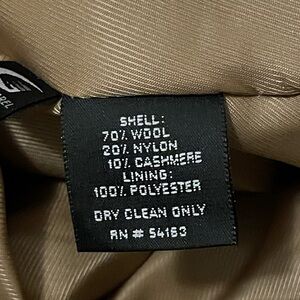 SHELL:
70% WOOL
20% NYLON
10% CASHMERE
LINING:
100% POLYESTER
DRY CLEAN ONLY
RN # 54163